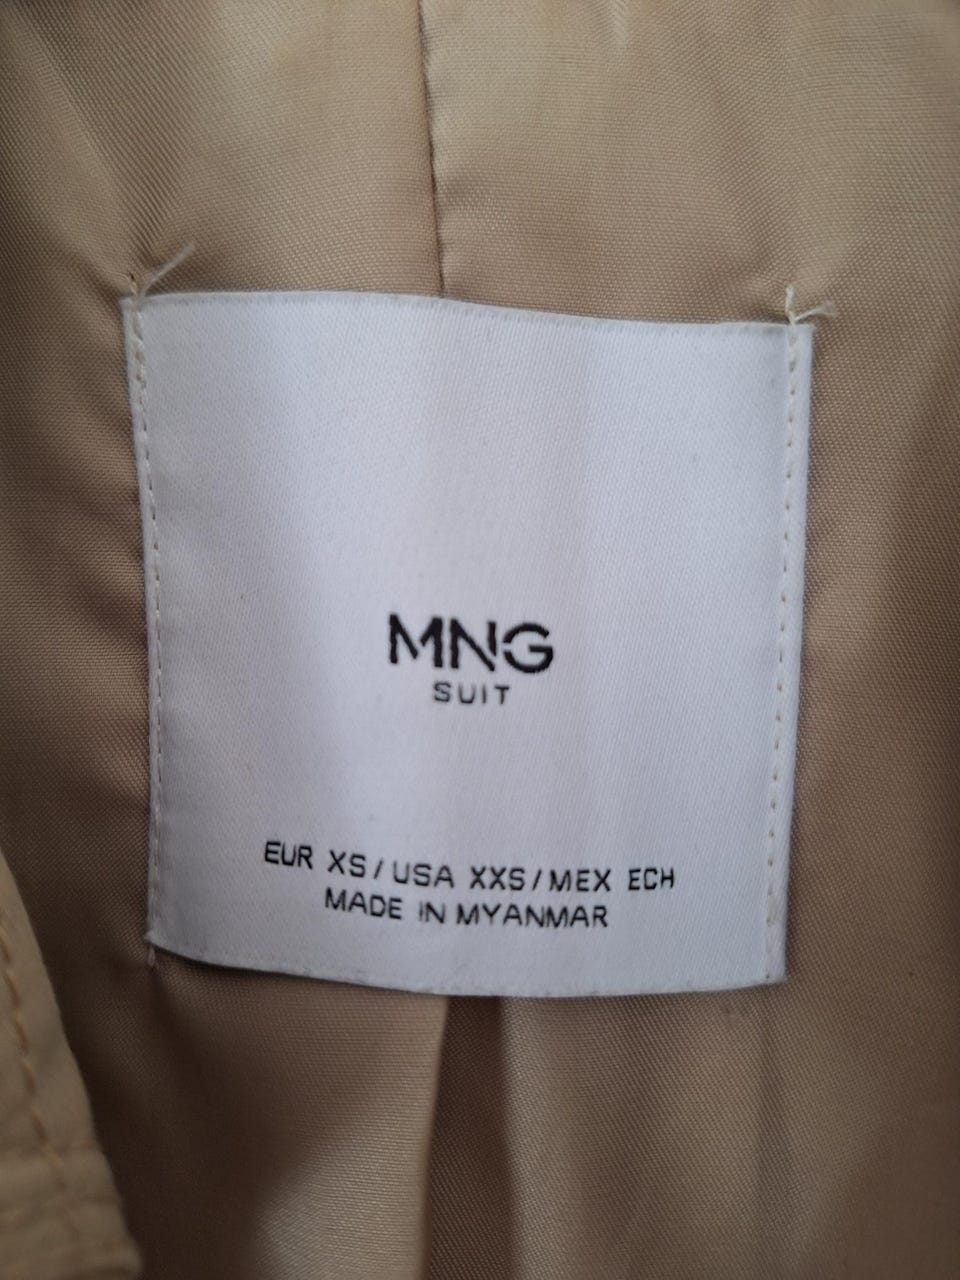 MNG
SUIT
EUR XS / USA XXS / MEX ECH
MADE IN MYANMAR